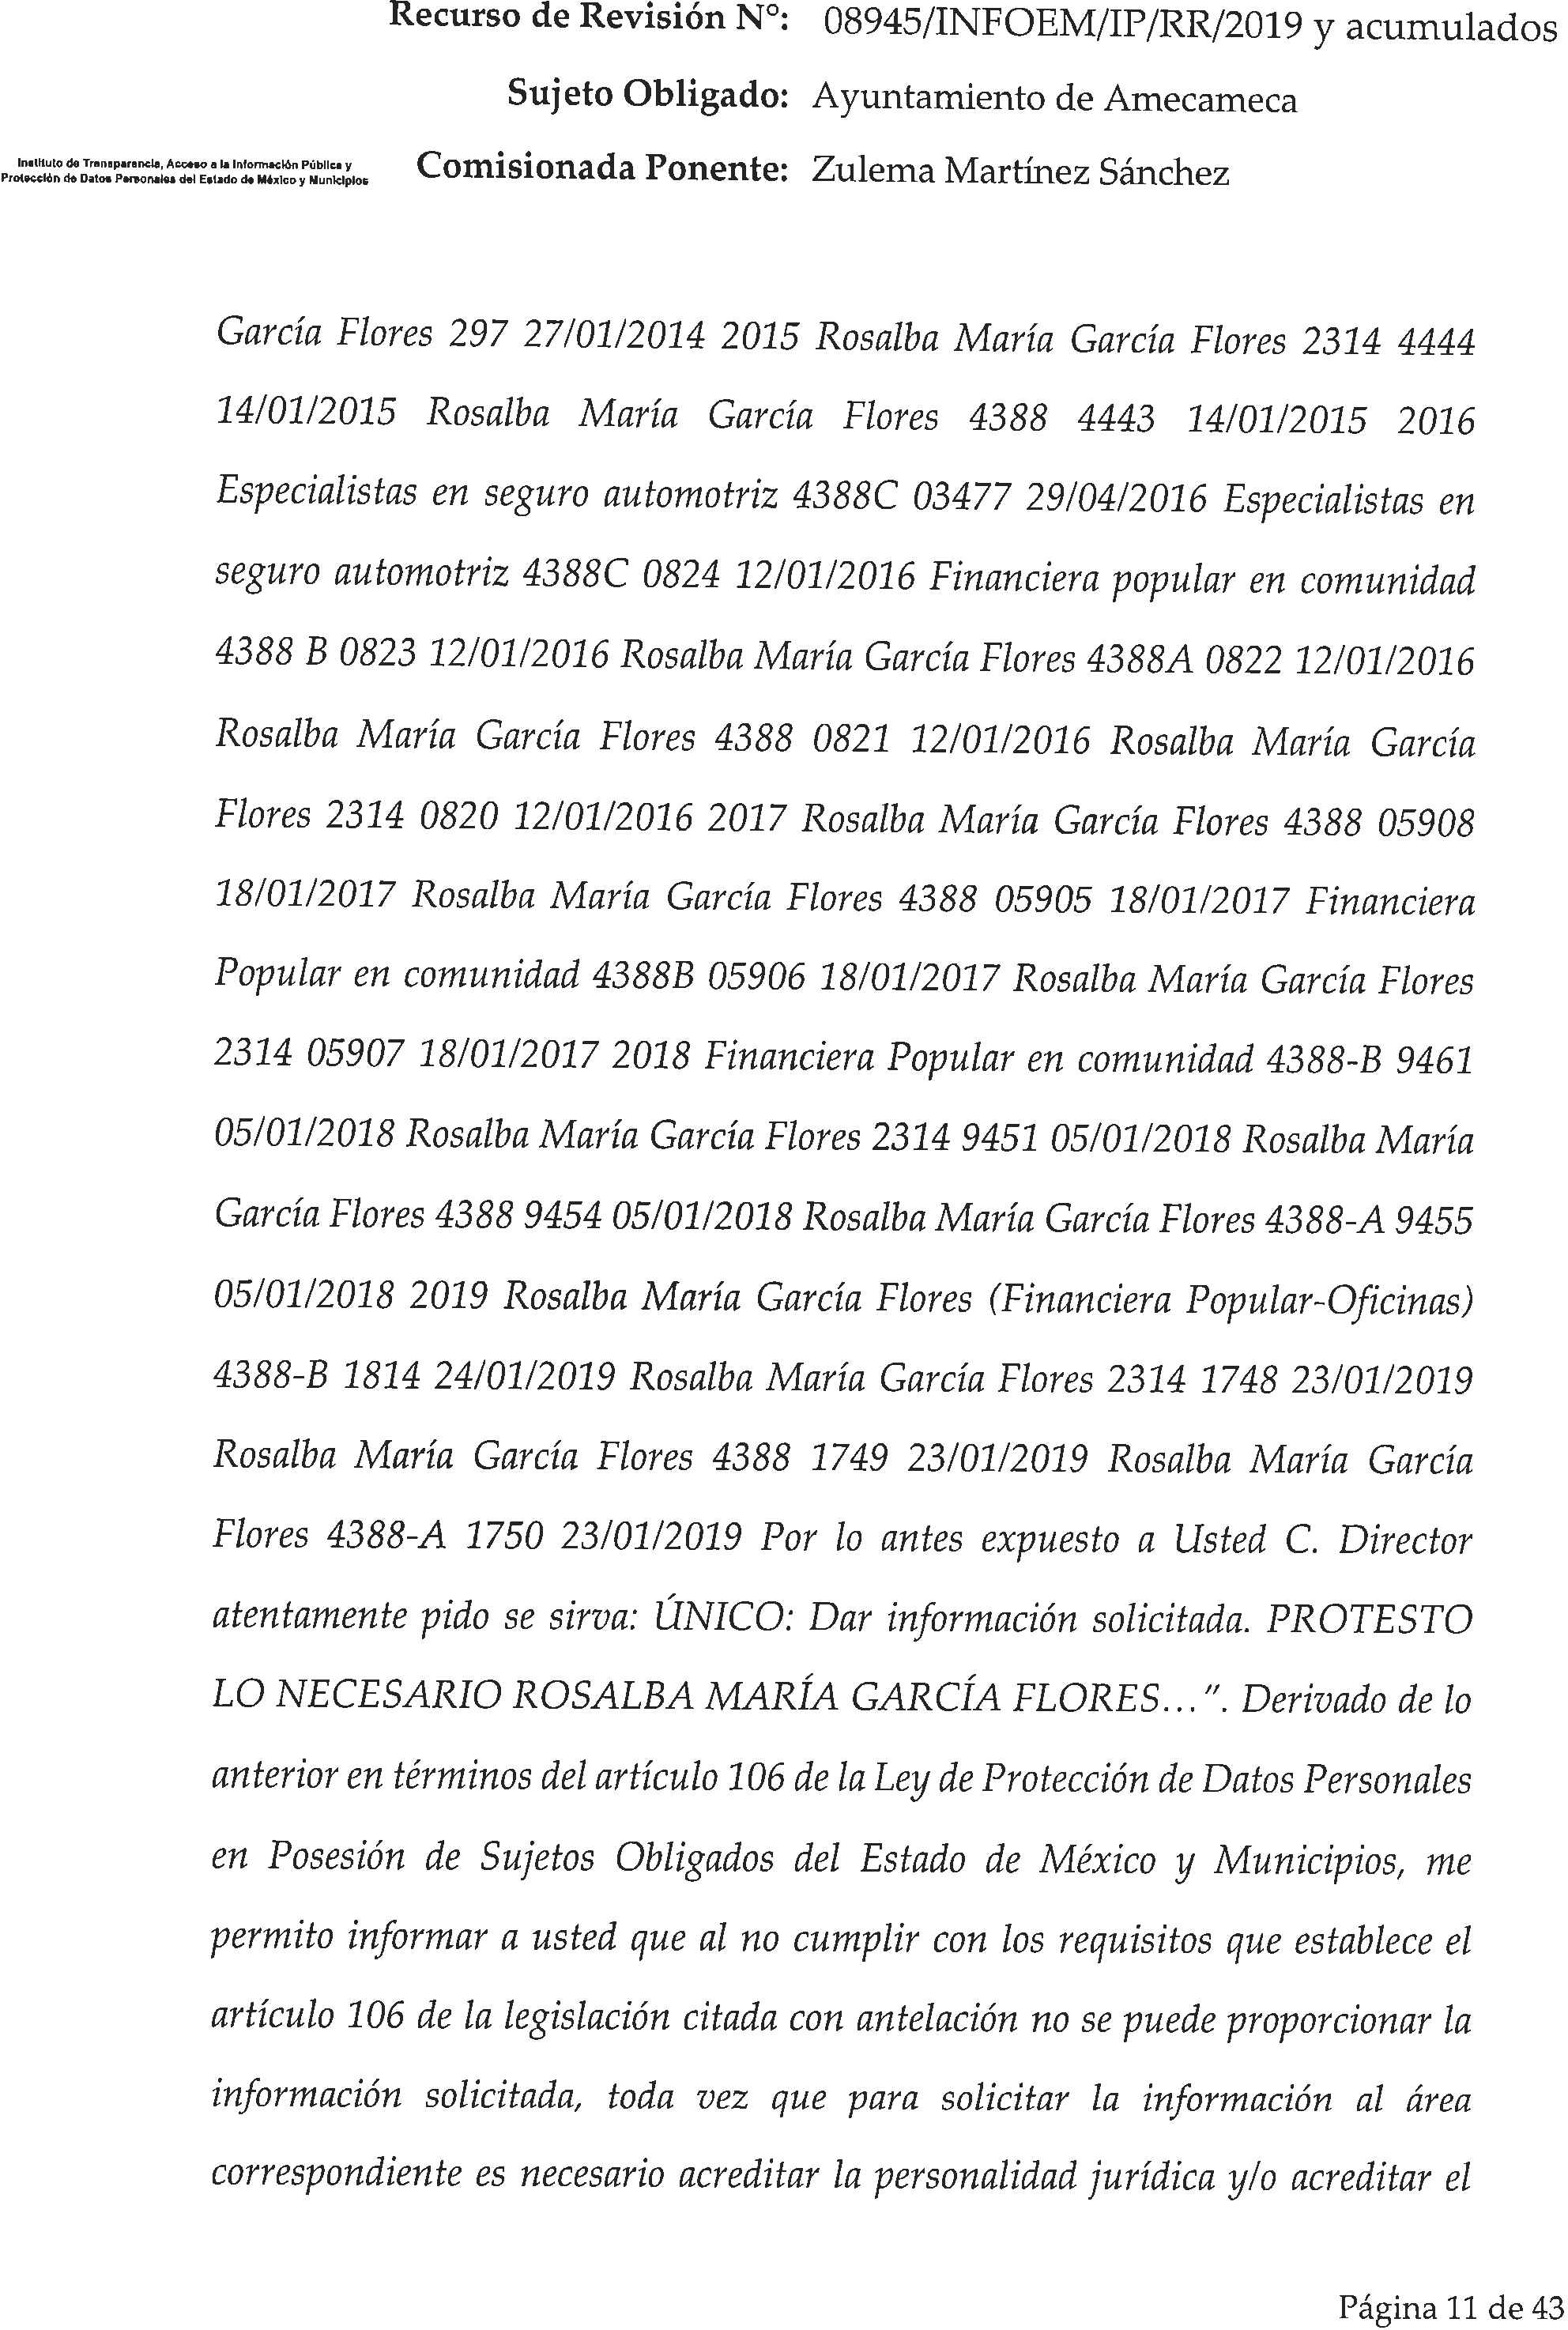 Recurso de Revisión N°: 08945/INFOEM/IP/RR/2019 y acumulados
Sujeto Obligado: Ayuntamiento de Amecameca
Instituto de Transparencia, Acceso a la Información Pública y
Protección de Datos Personales del Estado de México y Municipios
Comisionada Ponente: Zulema Martínez Sánchez
García Flores 297 27/01/2014 2015 Rosalba María García Flores 2314 4444
14/01/2015 Rosalba María García Flores 4388 4443 14/01/2015 2016
Especialistas en seguro automotriz 4388C 03477 29/04/2016 Especialistas en
seguro automotriz 4388C 0824 12/01/2016 Financiera popular en comunidad
4388 B 0823 12/01/2016 Rosalba María García Flores 4388A 0822 12/01/2016
Rosalba María García Flores 4388 0821 12/01/2016 Rosalba María García
Flores 2314 0820 12/01/2016 2017 Rosalba María García Flores 4388 05908
18/01/2017 Rosalba María García Flores 4388 05905 18/01/2017 Financiera
Popular en comunidad 4388B 05906 18/01/2017 Rosalba María García Flores
2314 05907 18/01/2017 2018 Financiera Popular en comunidad 4388-B 9461
05/01/2018 Rosalba María García Flores 2314 9451 05/01/2018 Rosalba María
García Flores 4388 9454 05/01/2018 Rosalba María García Flores 4388-A 9455
05/01/2018 2019 Rosalba María García Flores (Financiera Popular-Oficinas)
4388-B 1814 24/01/2019 Rosalba María García Flores 2314 1748 23/01/2019
Rosalba María García Flores 4388 1749 23/01/2019 Rosalba María García
Flores 4388-A 1750 23/01/2019 Por lo antes expuesto a Usted C. Director
atentamente pido se sirva: ÚNICO: Dar información solicitada. PROTESTO
LO NECESARIO ROSALBA MARÍA GARCÍA FLORES...". Derivado de lo
anterior en términos del artículo 106 de la Ley de Protección de Datos Personales
en Posesión de Sujetos Obligados del Estado de México y Municipios, me
permito informar a usted que al no cumplir con los requisitos que establece el
artículo 106 de la legislación citada con antelación no se puede proporcionar la
información solicitada, toda vez que para solicitar la información al área
correspondiente es necesario acreditar la personalidad jurídica y/o acreditar el
Página 11 de 43